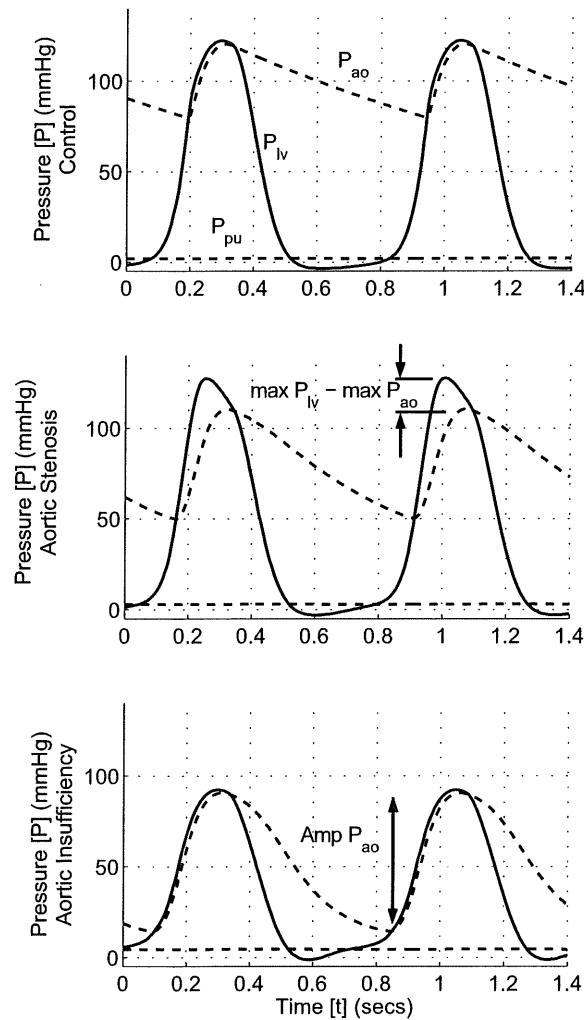 Pressure [P] (mmHg)
Control
100
50
0
P_ao
P_lv
P_pu
0 0.2 0.4 0.6 0.8 1 1.2 1.4
Pressure [P] (mmHg)
Aortic Stenosis
100
50
0
max P_lv − max P_ao
0 0.2 0.4 0.6 0.8 1 1.2 1.4
Pressure [P] (mmHg)
Aortic Insufficiency
100
50
0
Amp P_ao
0 0.2 0.4 0.6 0.8 1 1.2 1.4
Time [t] (secs)